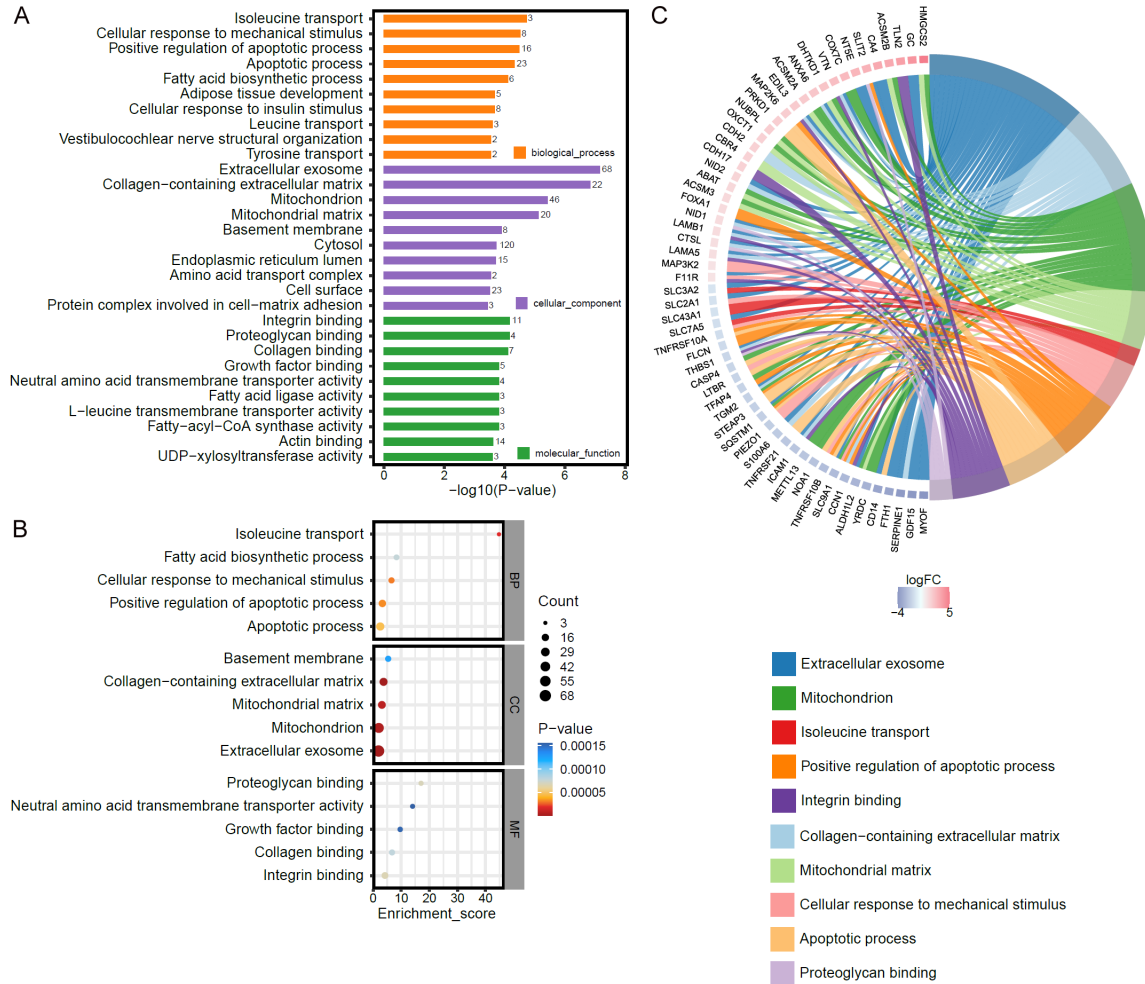 A
Isoleucine transport 3
Cellular response to mechanical stimulus 8
Positive regulation of apoptotic process 16
Apoptotic process 23
Fatty acid biosynthetic process 6
Adipose tissue development 5
Cellular response to insulin stimulus 8
Leucine transport 3
Vestibulocochlear nerve structural organization 2
Tyrosine transport 2
biological_process
Extracellular exosome 68
Collagen-containing extracellular matrix 22
Mitochondrion 46
Mitochondrial matrix 20
Basement membrane 8
Cytosol 120
Endoplasmic reticulum lumen 15
Amino acid transport complex 2
Cell surface 23
Protein complex involved in cell-matrix adhesion 3
cellular_component
Integrin binding 11
Proteoglycan binding 4
Collagen binding 7
Growth factor binding 5
Neutral amino acid transmembrane transporter activity 4
Fatty acid ligase activity 3
L-leucine transmembrane transporter activity 3
Fatty-acyl-CoA synthase activity 3
Actin binding 14
UDP-xylosyltransferase activity 3
molecular_function
0 2 4 6 8
-log10(P-value)
B
Isoleucine transport
Fatty acid biosynthetic process
Cellular response to mechanical stimulus
Positive regulation of apoptotic process
Apoptotic process
BP
Basement membrane
Collagen-containing extracellular matrix
Mitochondrial matrix
Mitochondrion
Extracellular exosome
CC
Proteoglycan binding
Neutral amino acid transmembrane transporter activity
Growth factor binding
Collagen binding
Integrin binding
MF
0 10 20 30 40
Enrichment_score
Count
3
16
29
42
55
68
P-value
0.00015
0.00010
0.00005
C
HMGCS2
GC
TLN2
ACSM2B
CA4
SLIT2
NT5E
COX7C
VTN
DHTKD1
ANXA6
ACSM2A
EDIL3
MAP2K6
PRKD1
NUBPL
OXCT1
CDH2
CBR4
CDH17
NID2
ABAT
ACSM3
FOXA1
NID1
LAMB1
CTSL
LAMA5
MAP3K2
F11R
SLC3A2
SLC2A1
SLC43A1
SLC7A5
TNFRSF10A
FLCN
THBS1
CASP4
LTBR
TFAP4
TGM2
STEAP3
SQSTM1
PIEZO1
S100A6
TNFRSF21
ICAM1
METTL13
NOA1
TNFRSF10B
SLC9A1
CCN1
ALDH1L2
YRDC
CD14
FTH1
SERPINE1
GDF15
MYOF
logFC
-4 5
Extracellular exosome
Mitochondrion
Isoleucine transport
Positive regulation of apoptotic process
Integrin binding
Collagen-containing extracellular matrix
Mitochondrial matrix
Cellular response to mechanical stimulus
Apoptotic process
Proteoglycan binding